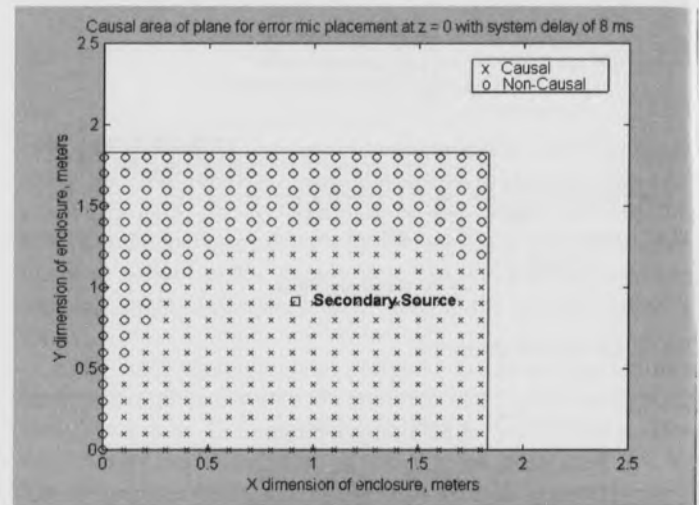 Causal area of plane for error mic placement at z = 0 with system delay of 8 ms
2.5
x Causal
o Non-Causal
2
1.5
1
0.5
0
Y dimension of enclosure, meters
Secondary Source
0 0.5 1 1.5 2 2.5
X dimension of enclosure, meters